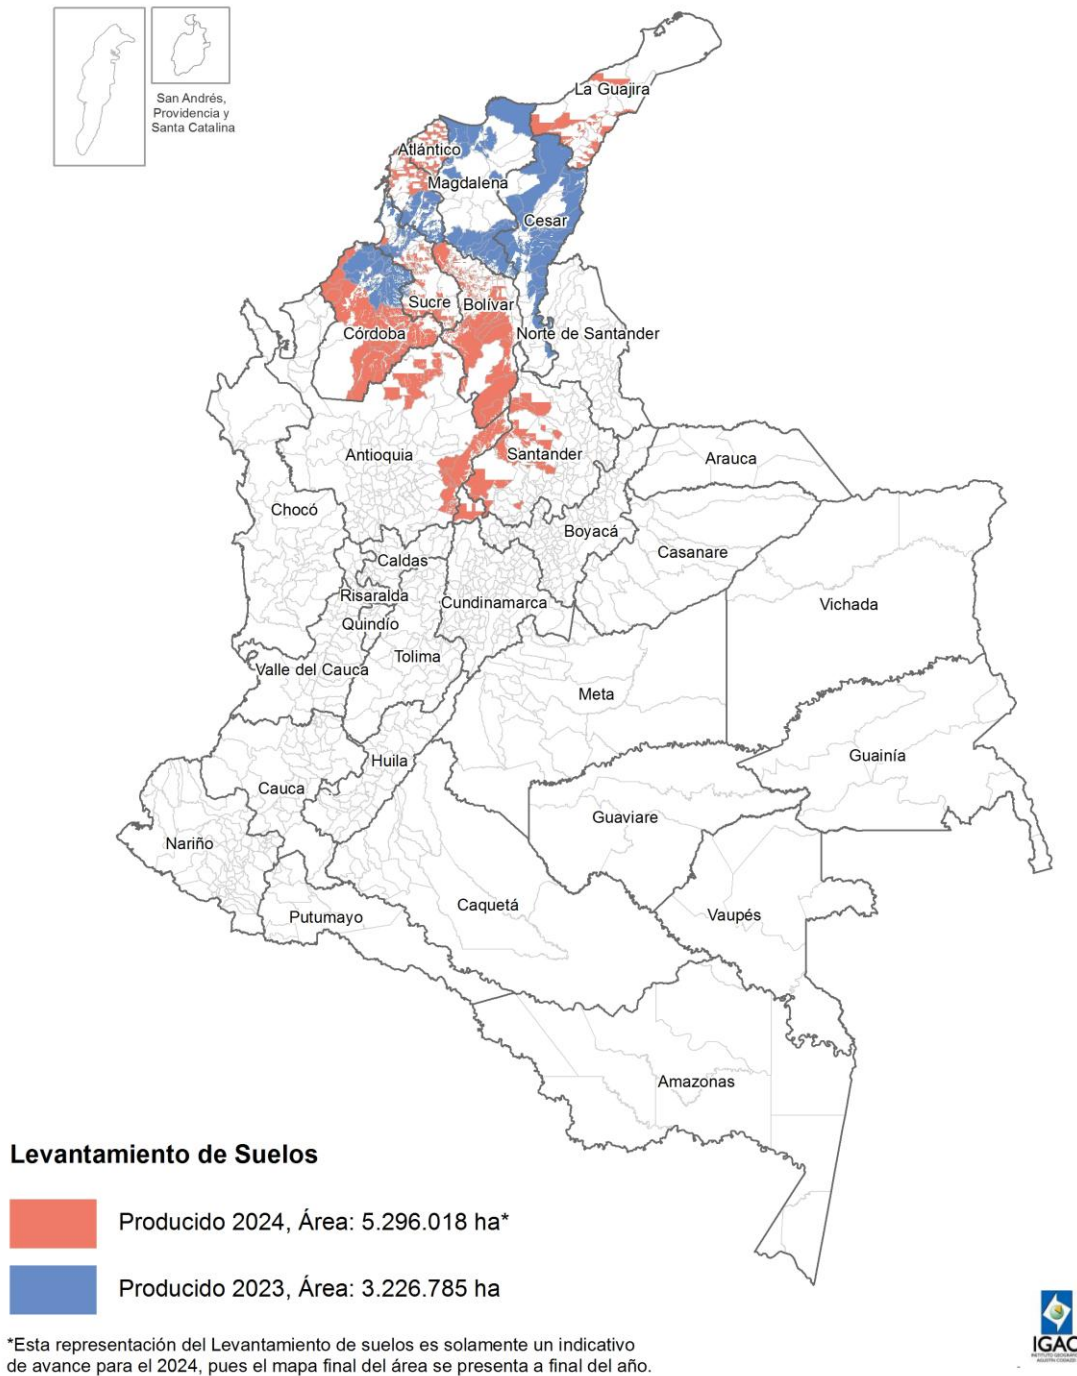 San Andrés,
Providencia y
Santa Catalina
La Guajira
Atlántico
Magdalena
Cesar
Sucre
Bolívar
Norte de Santander
Córdoba
Antioquia
Santander
Arauca
Chocó
Boyacá
Casanare
Caldas
Risaralda
Cundinamarca
Vichada
Quindío
Tolima
Valle del Cauca
Meta
Huila
Guainía
Cauca
Guaviare
Nariño
Caquetá
Vaupés
Putumayo
Amazonas
Levantamiento de Suelos
Producido 2024, Área: 5.296.018 ha*
Producido 2023, Área: 3.226.785 ha
*Esta representación del Levantamiento de suelos es solamente un indicativo
de avance para el 2024, pues el mapa final del área se presenta a final del año.
IGAC
INSTITUTO GEOGRÁFICO
AGUSTÍN CODAZZI